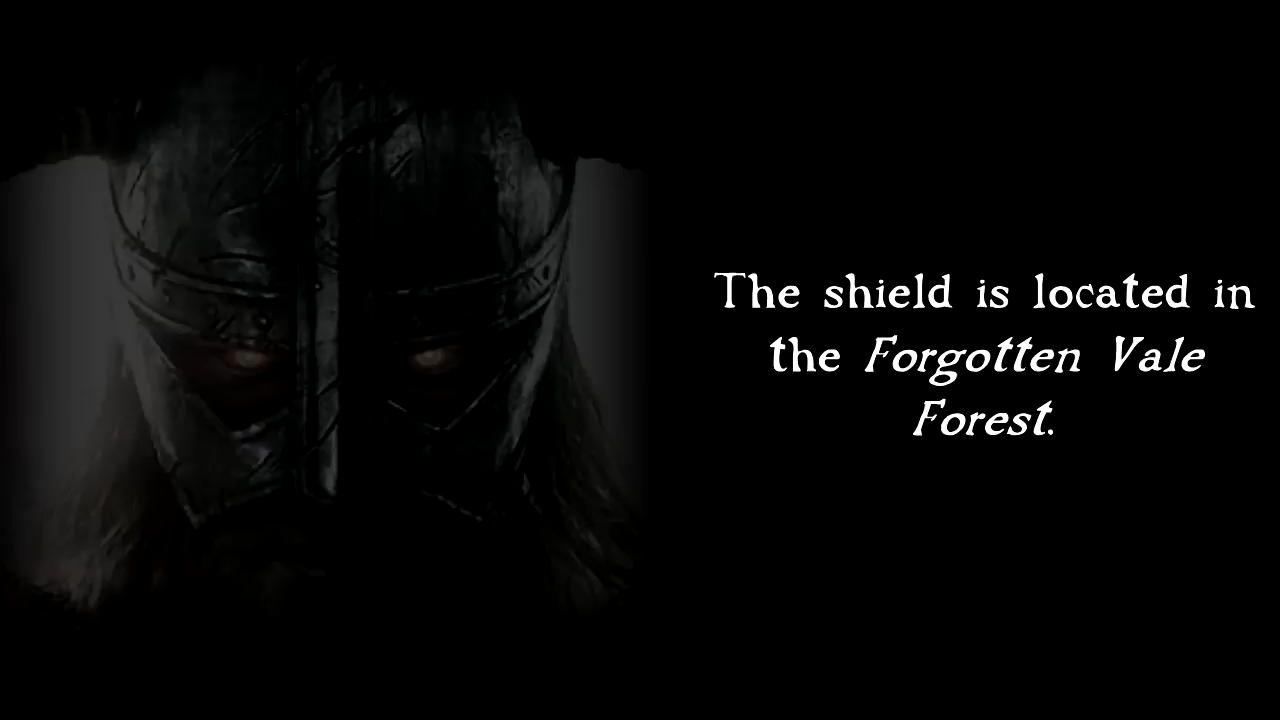 The shield is located in
the Forgotten Vale
Forest.